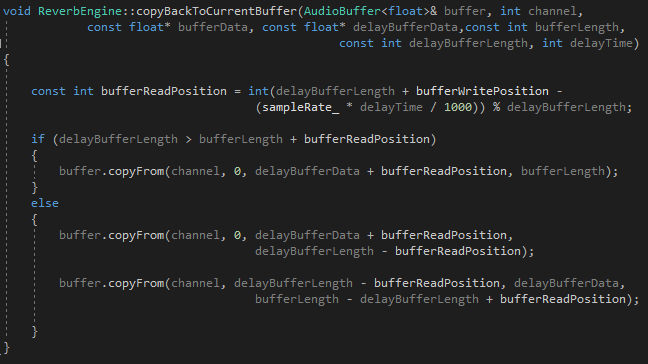 void ReverbEngine::copyBackToCurrentBuffer(AudioBuffer<float>& buffer, int channel,
const float* bufferData, const float* delayBufferData,const int bufferLength,
const int delayBufferLength, int delayTime)
{
const int bufferReadPosition = int(delayBufferLength + bufferWritePosition -
(sampleRate_ * delayTime / 1000)) % delayBufferLength;
if (delayBufferLength > bufferLength + bufferReadPosition)
{
buffer.copyFrom(channel, 0, delayBufferData + bufferReadPosition, bufferLength);
}
else
{
buffer.copyFrom(channel, 0, delayBufferData + bufferReadPosition,
delayBufferLength - bufferReadPosition);
buffer.copyFrom(channel, delayBufferLength - bufferReadPosition, delayBufferData,
bufferLength - delayBufferLength + bufferReadPosition);
}
}